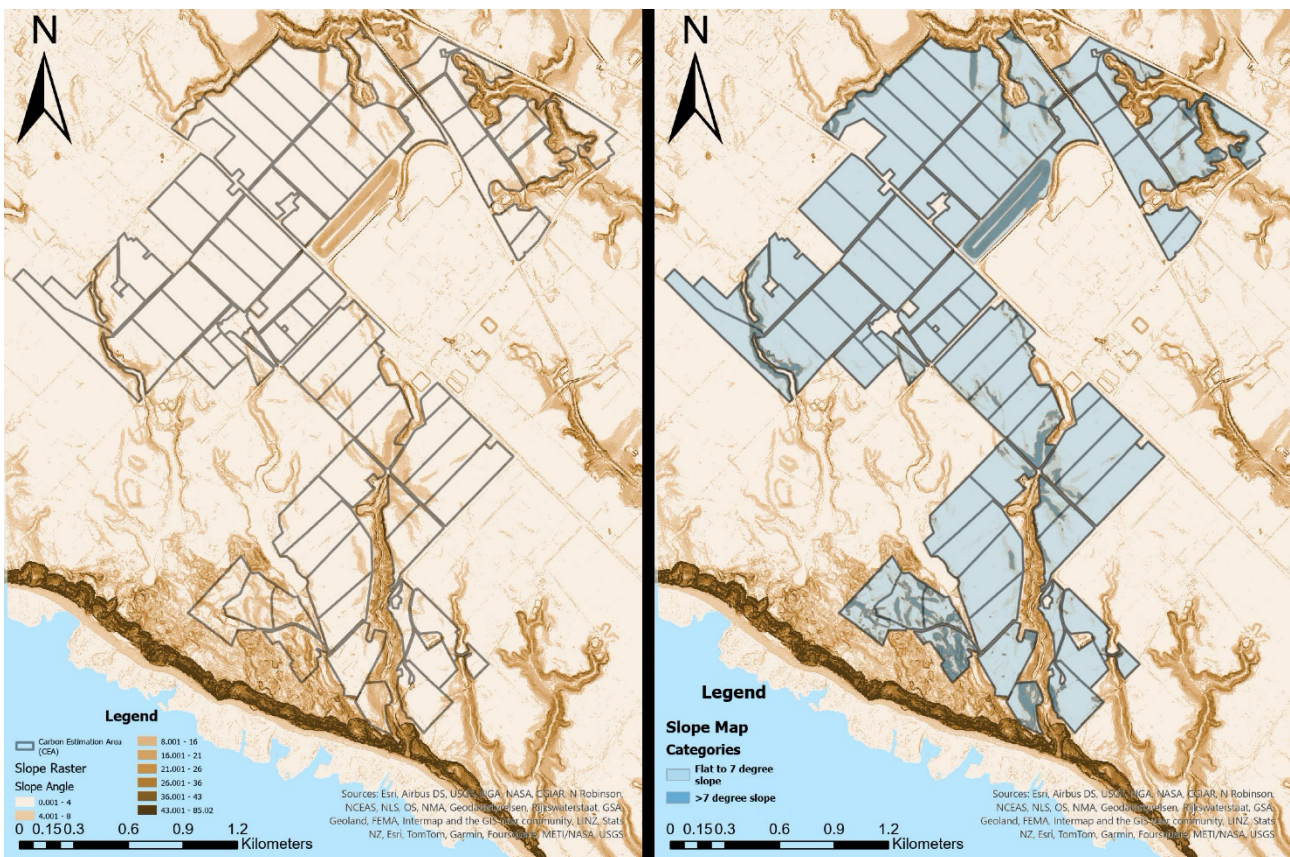 N
Legend
Carbon Estimation Area
(CEA)
Slope Raster
Slope Angle
0.001 - 4
4.001 - 8
8.001 - 16
16.001 - 21
21.001 - 26
26.001 - 36
36.001 - 43
43.001 - 85.02
Sources: Esri, Airbus DS, USGS, NGA, NASA, CGIAR, N Robinson,
NCEAS, NLS, OS, NMA, Geodatastyrelsen, Rijkswaterstaat, GSA,
Geoland, FEMA, Intermap and the GIS user community, LINZ, Stats
NZ, Esri, TomTom, Garmin, Foursquare, METI/NASA, USGS
0 0.15 0.3 0.6 0.9 1.2
Kilometers
N
Legend
Slope Map
Categories
Flat to 7 degree
slope
>7 degree slope
Sources: Esri, Airbus DS, USGS, NGA, NASA, CGIAR, N Robinson,
NCEAS, NLS, OS, NMA, Geodatastyrelsen, Rijkswaterstaat, GSA,
Geoland, FEMA, Intermap and the GIS user community, LINZ, Stats
NZ, Esri, TomTom, Garmin, Foursquare, METI/NASA, USGS
0 0.15 0.3 0.6 0.9 1.2
Kilometers